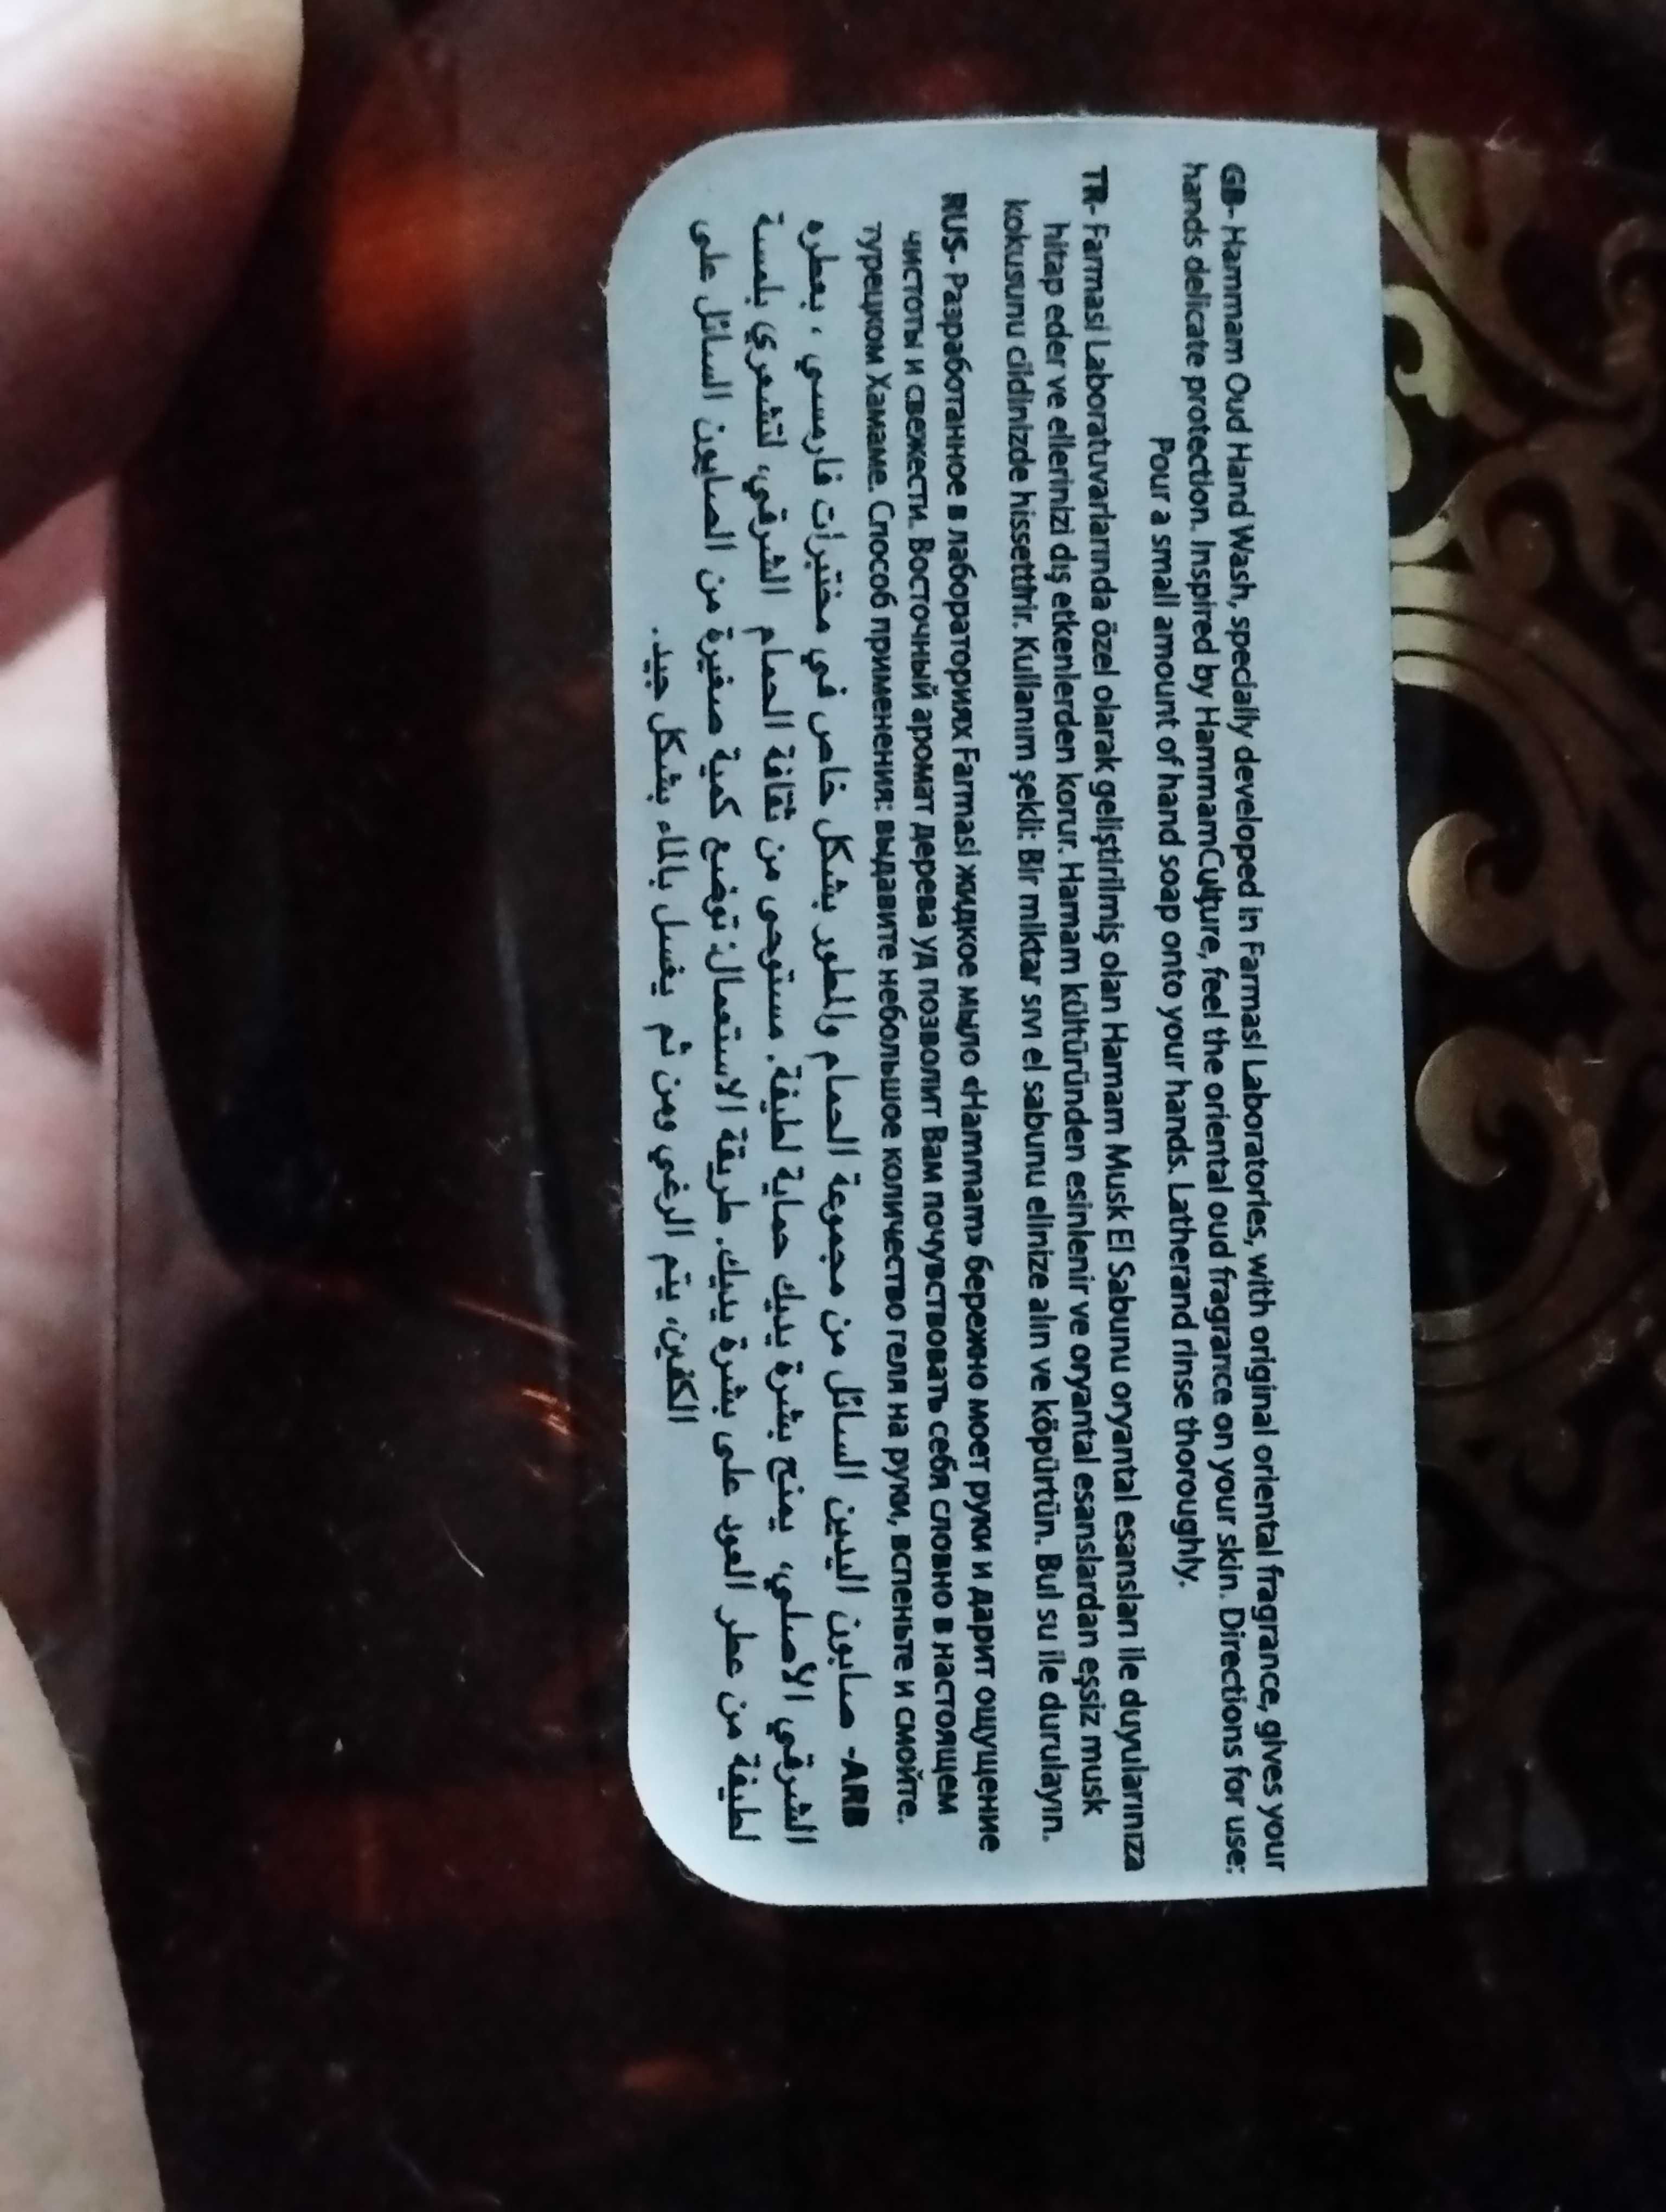 GB- Hammam Oud Hand Wash, specially developed in Farmasi Laboratories, with original oriental fragrance, gives your
hands delicate protection. Inspired by HammamCulture, feel the oriental oud fragrance on your skin. Directions for use:
Pour a small amount of hand soap onto your hands. Latherand rinse thoroughly.
TR- Farmasi Laboratuvarlarında özel olarak geliştirilmiş olan Hamam Musk El Sabunu oryantal esansları ile duyularınıza
hitap eder ve ellerinizi dış etkenlerden korur. Hamam kültüründen esinlenir ve oryantal esanslardan eşsiz musk
kokusunu cildinizde hissettirir. Kullanım şekli: Bir miktar sıvı el sabunu elinize alın ve köpürtün. Bul su ile durulayın.
RUS- Разработанное в лабораториях Farmasi жидкое мыло «Hammam» бережно моет руки и дарит ощущение
чистоты и свежести. Восточный аромат дерева уд позволит Вам почувствовать себя словно в настоящем
турецком Хамаме. Способ применения: выдавите небольшое количество геля на руки, вспеньте и смойте.
ARB- صابون اليدين السائل من مجموعة الحمام والمطور بشكل خاص في مختبرات فارمسي ، بعطره
الشرقي الأصلي، يمنح بشرة يديك حماية لطيفة. مستوحى من ثقافة الحمام الشرقي، لتشعري بلمسة
لطيفة من عطر العود على بشرة يديك. طريقة الاستعمال: توضع كمية صغيرة من الصابون السائل على
الكفين، يتم الرغي ومن ثم يغسل بالماء بشكل جيد.